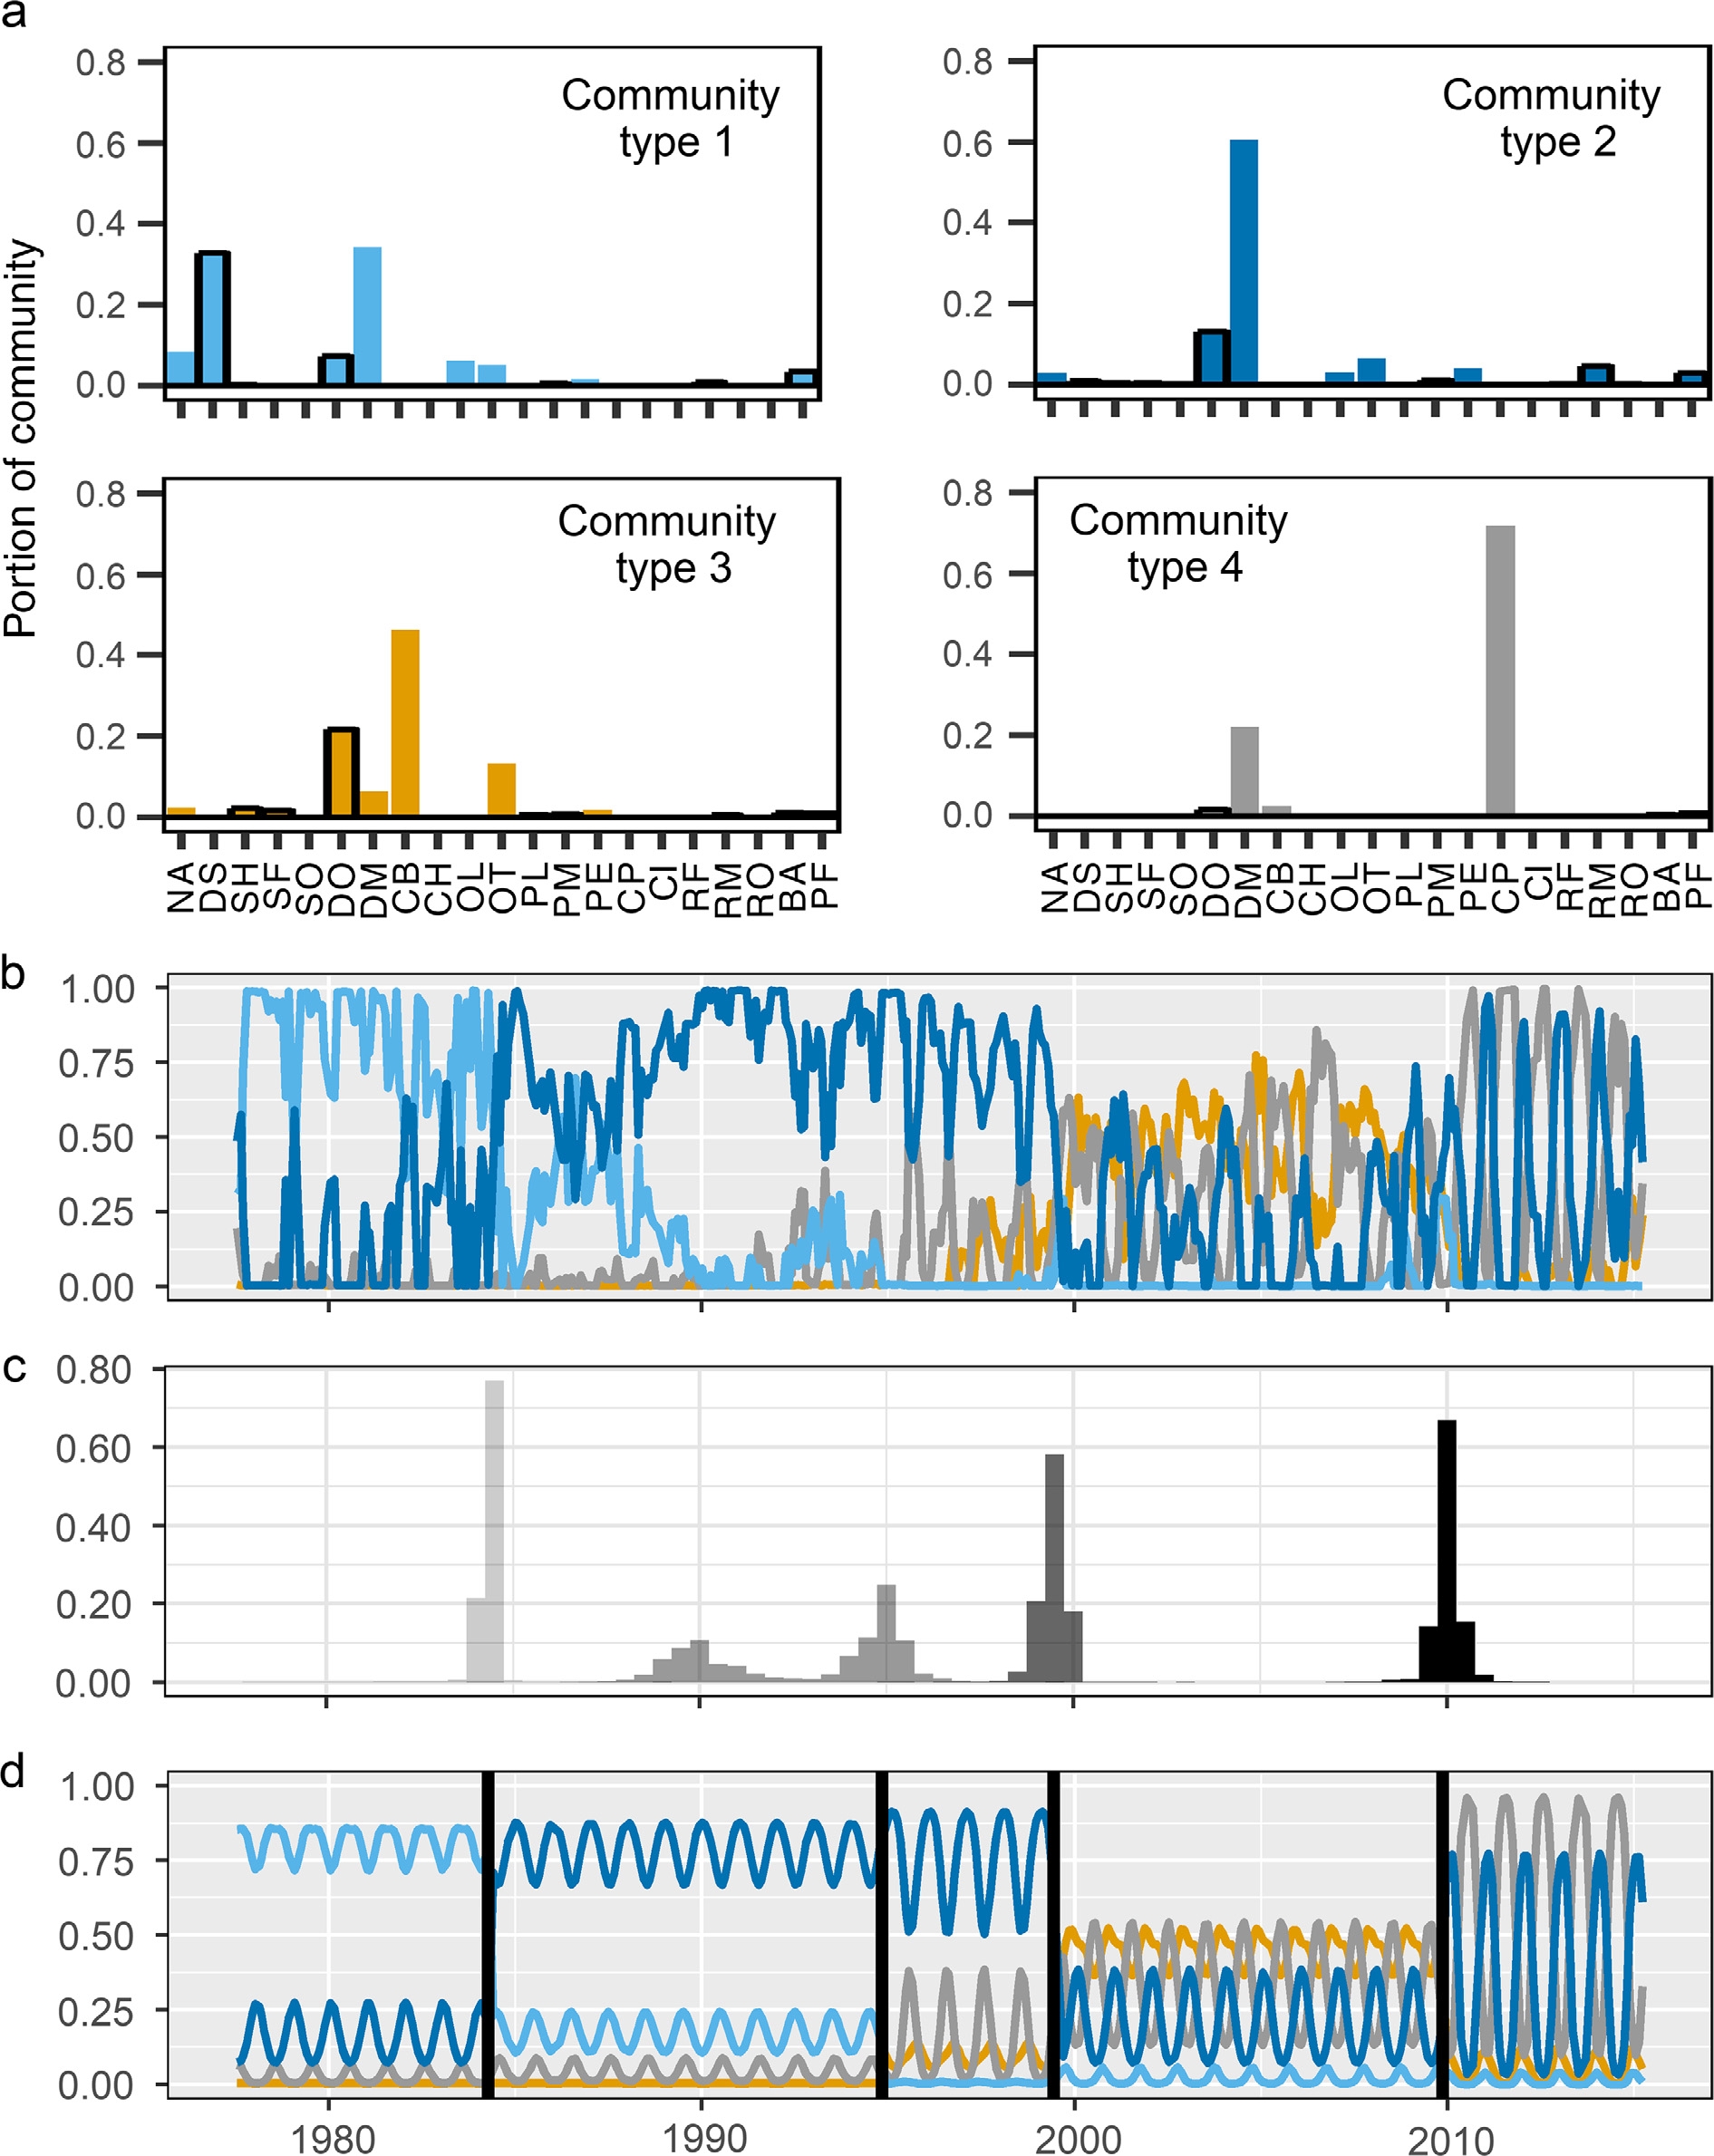 a
Portion of community
0.8
0.6
0.4
0.2
0.0
Community
type 1
0.8
0.6
0.4
0.2
0.0
Community
type 2
0.8
0.6
0.4
0.2
0.0
Community
type 3
NA DS SH SF SO DO DM CB CH OL OT PL PM PE CP CI RF RM RO BA PF
0.8
0.6
0.4
0.2
0.0
Community
type 4
NA DS SH SF SO DO DM CB CH OL OT PL PM PE CP CI RF RM RO BA PF
b
1.00
0.75
0.50
0.25
0.00
c
0.80
0.60
0.40
0.20
0.00
d
1.00
0.75
0.50
0.25
0.00
1980 1990 2000 2010